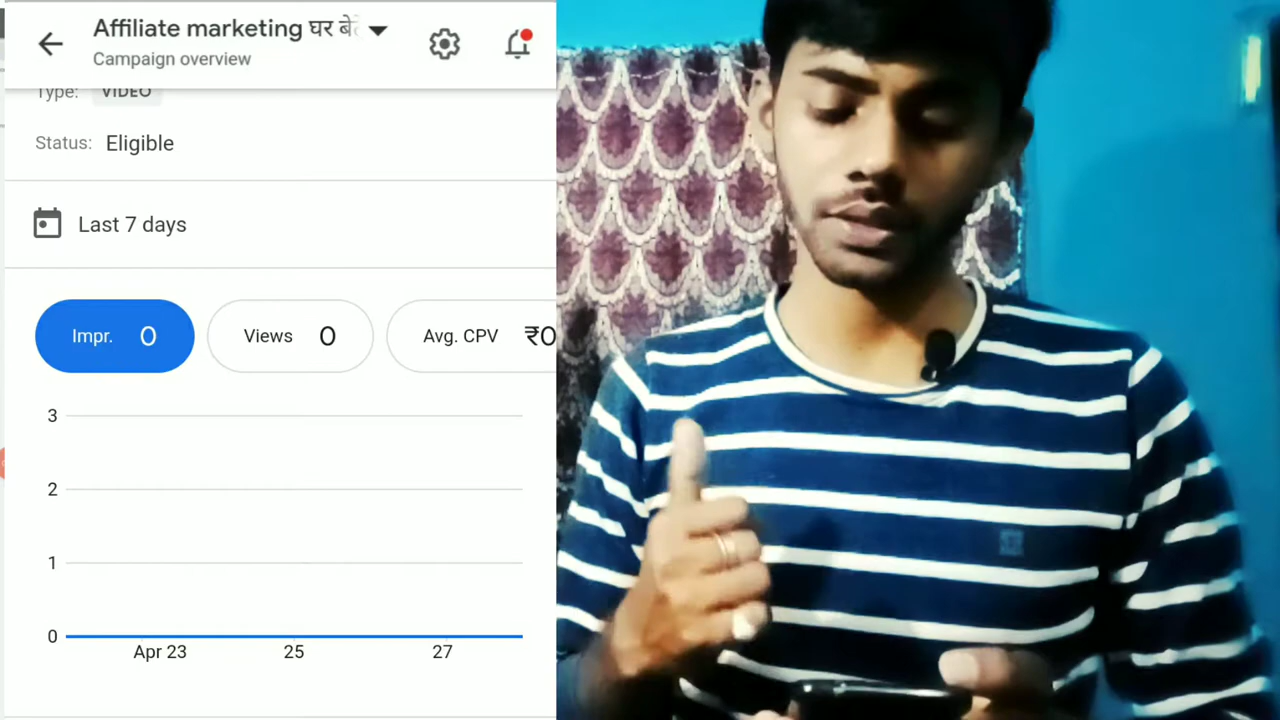 Affiliate marketing घर
Campaign overview
Type: VIDEO
Status: Eligible
Last 7 days
Impr. 0 Views 0 Avg. CPV ₹0
3
2
1
0
Apr 23 25 27